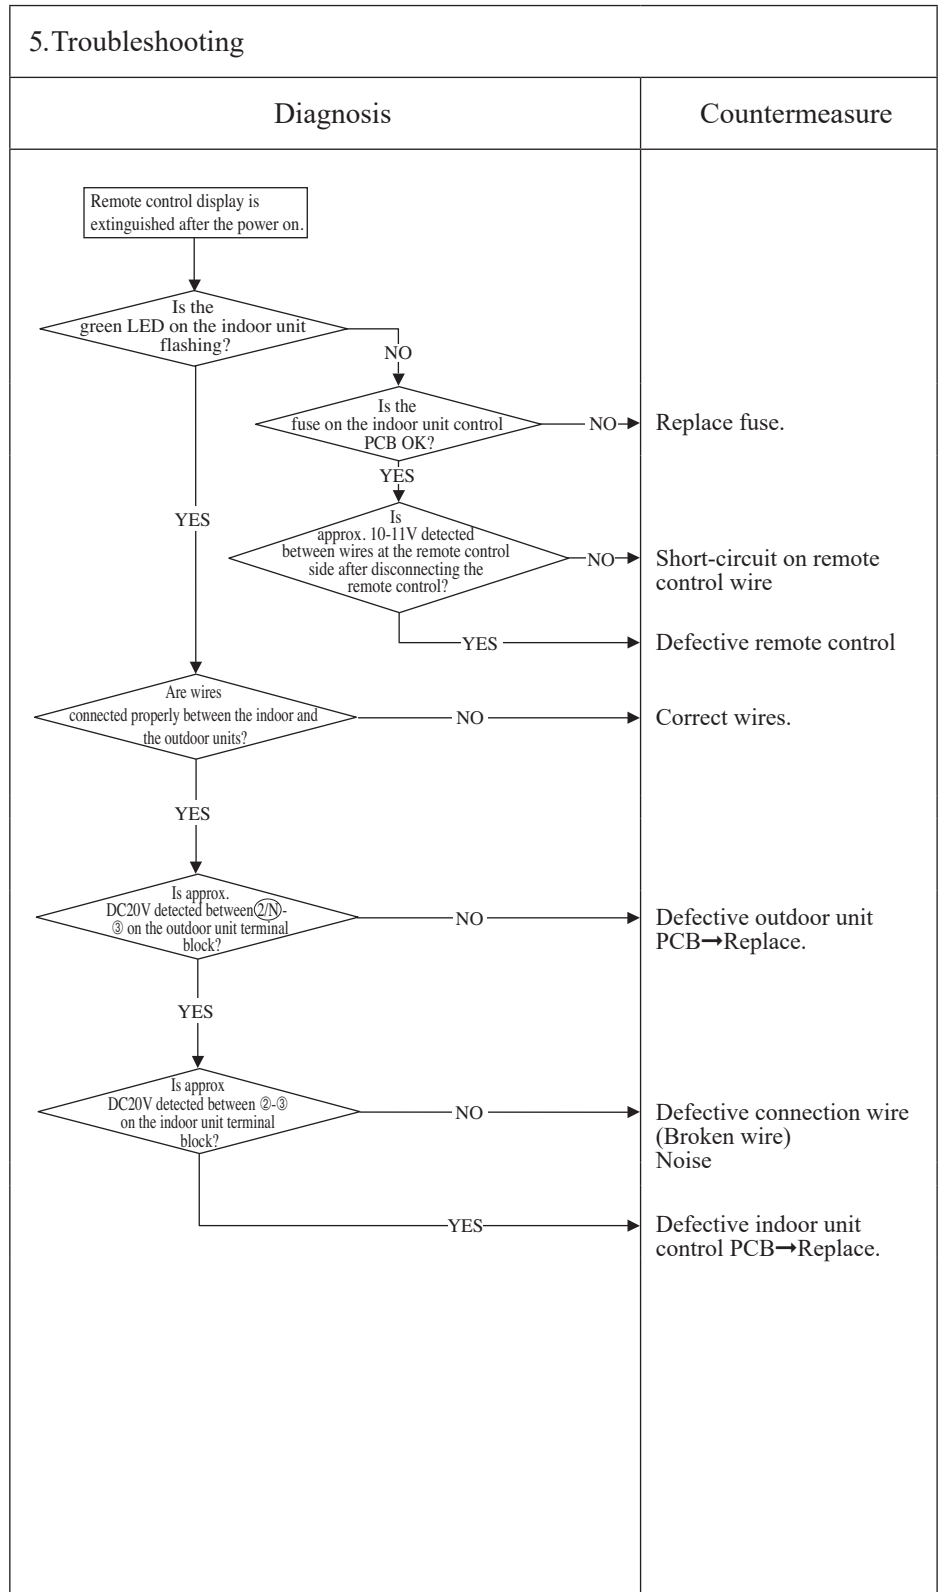 5.Troubleshooting
Diagnosis
Countermeasure
Remote control display is
extinguished after the power on.
Is the
green LED on the indoor unit
flashing?
NO
Is the
fuse on the indoor unit control
PCB OK?
NO
Replace fuse.
YES
YES
Is
approx. 10-11V detected
between wires at the remote control
side after disconnecting the
remote control?
NO
Short-circuit on remote
control wire
YES
Defective remote control
Are wires
connected properly between the indoor and
the outdoor units?
NO
Correct wires.
YES
Is approx.
DC20V detected between 2/N-
③ on the outdoor unit terminal
block?
NO
Defective outdoor unit
PCB→Replace.
YES
Is approx
DC20V detected between ②-③
on the indoor unit terminal
block?
NO
Defective connection wire
(Broken wire)
Noise
YES
Defective indoor unit
control PCB→Replace.